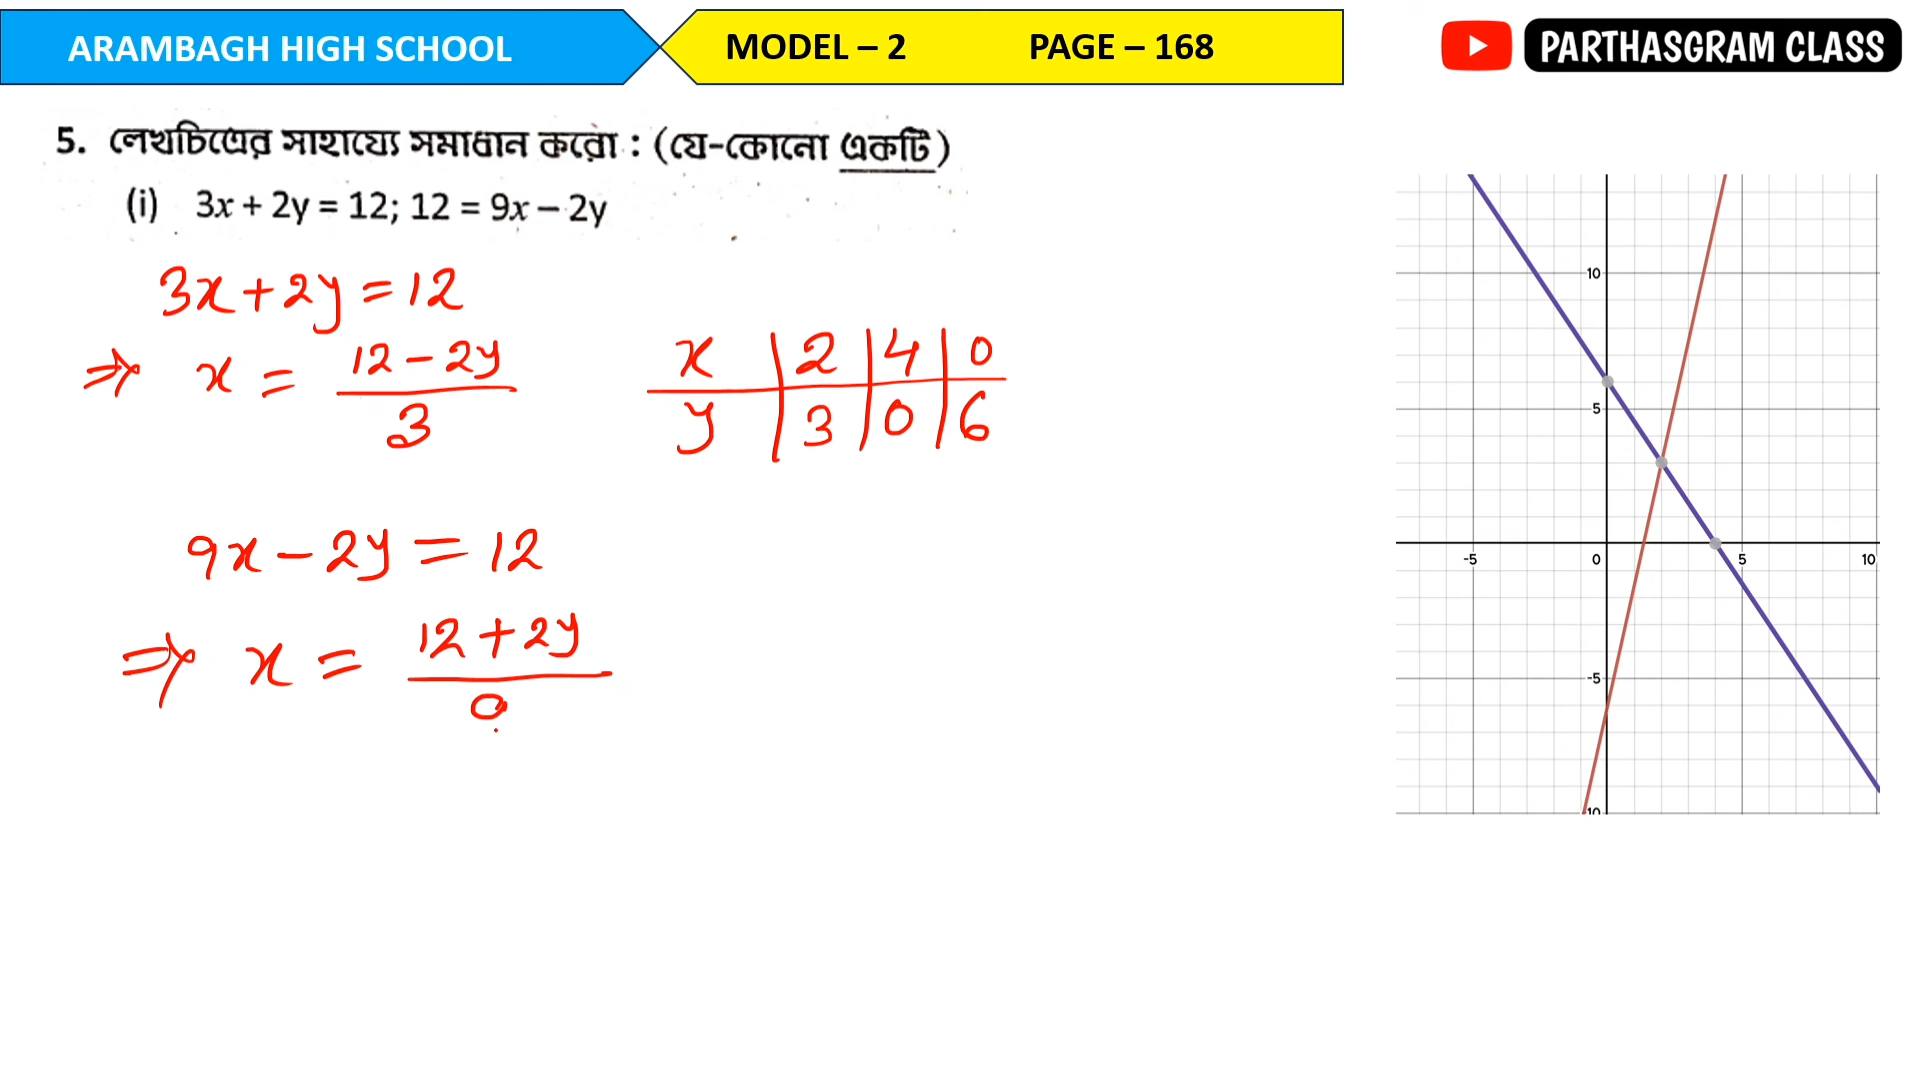 ARAMBAGH HIGH SCHOOL
MODEL – 2 PAGE – 168
PARTHASGRAM CLASS
5. লেখচিত্রের সাহায্যে সমাধান করো : (যে-কোনো একটি)
(i) 3x + 2y = 12; 12 = 9x – 2y
3x + 2y = 12
⇒ x = (12 – 2y)/3
x | 2 | 4 | 0
y | 3 | 0 | 6
9x – 2y = 12
⇒ x = 12 + 2y
10
5
-5 0 5 10
-5